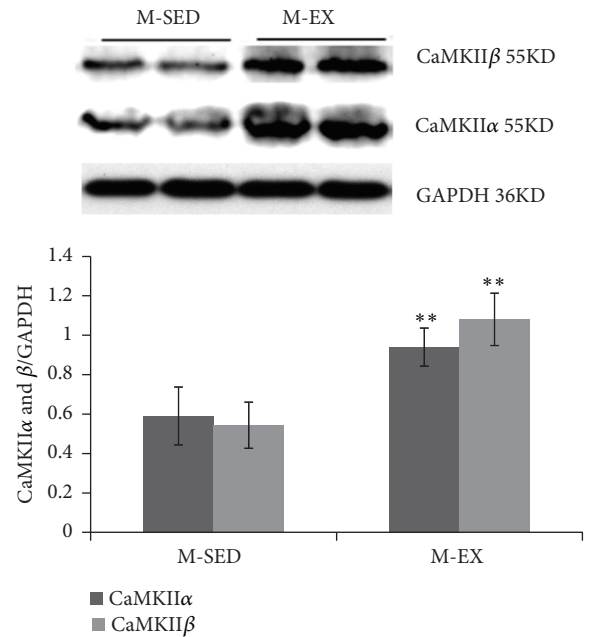 M-SED M-EX
CaMKIIβ 55KD
CaMKIIα 55KD
GAPDH 36KD
CaMKIIα and β/GAPDH
1.4
1.2
1
0.8
0.6
0.4
0.2
0
**
**
M-SED M-EX
CaMKIIα
CaMKIIβ